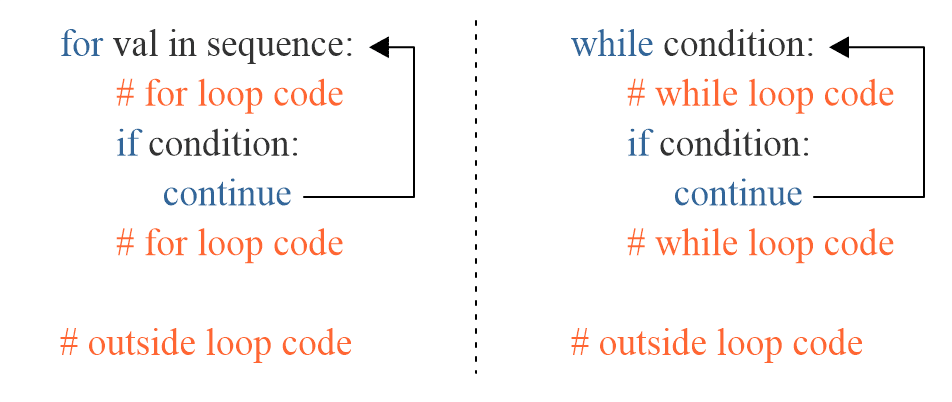 for val in sequence:
# for loop code
if condition:
continue
# for loop code
# outside loop code
while condition:
# while loop code
if condition:
continue
# while loop code
# outside loop code